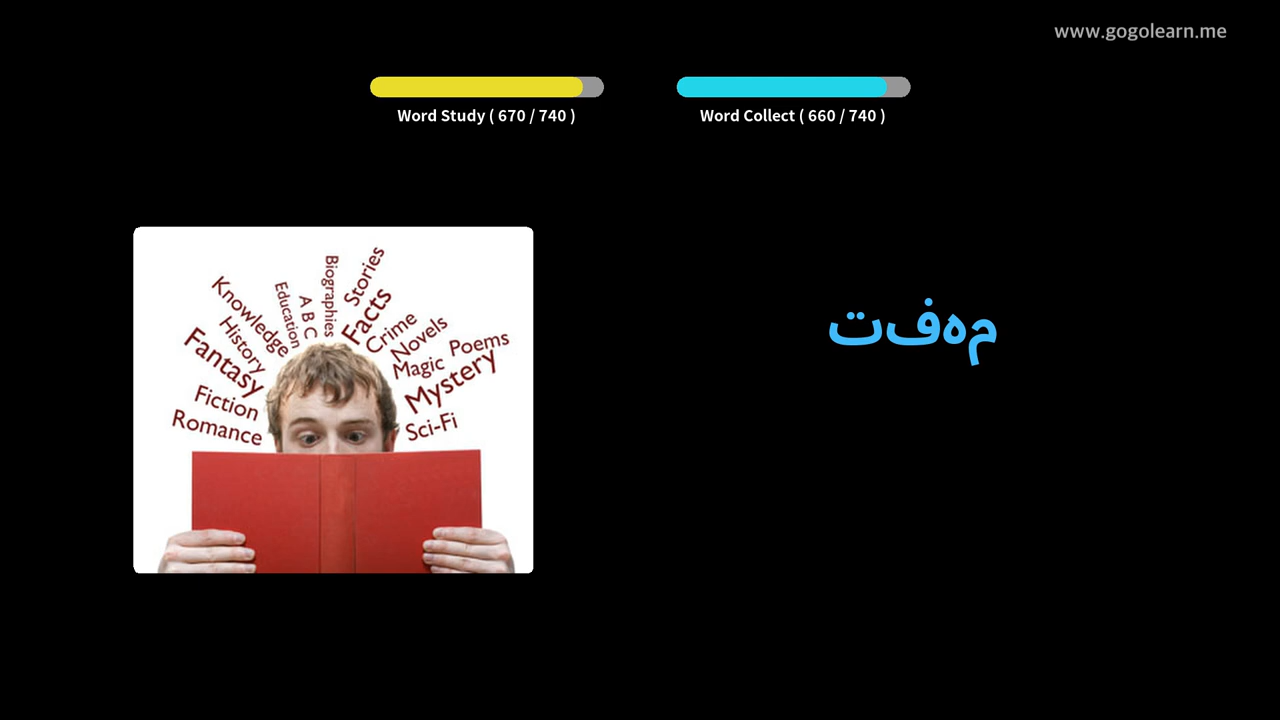 www.gogolearn.me
Word Study ( 670 / 740 )
Word Collect ( 660 / 740 )
Biographies
Stories
Education
A B C
Facts
Knowledge
History
Crime
Novels
Poems
Fantasy
Magic
Mystery
Fiction
Romance
Sci-Fi
مهفت